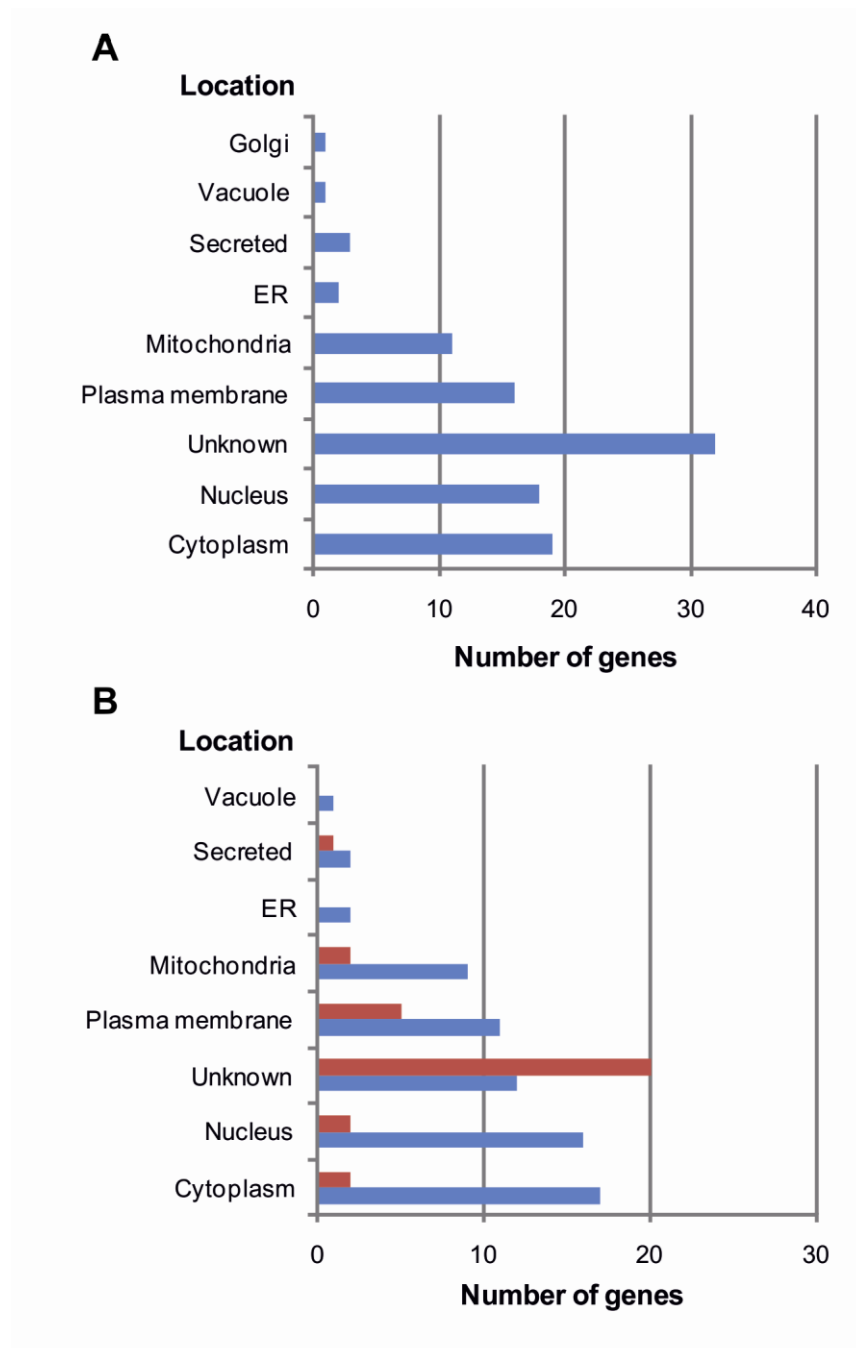 A
Location
Golgi
Vacuole
Secreted
ER
Mitochondria
Plasma membrane
Unknown
Nucleus
Cytoplasm
0 10 20 30 40
Number of genes
B
Location
Vacuole
Secreted
ER
Mitochondria
Plasma membrane
Unknown
Nucleus
Cytoplasm
0 10 20 30
Number of genes